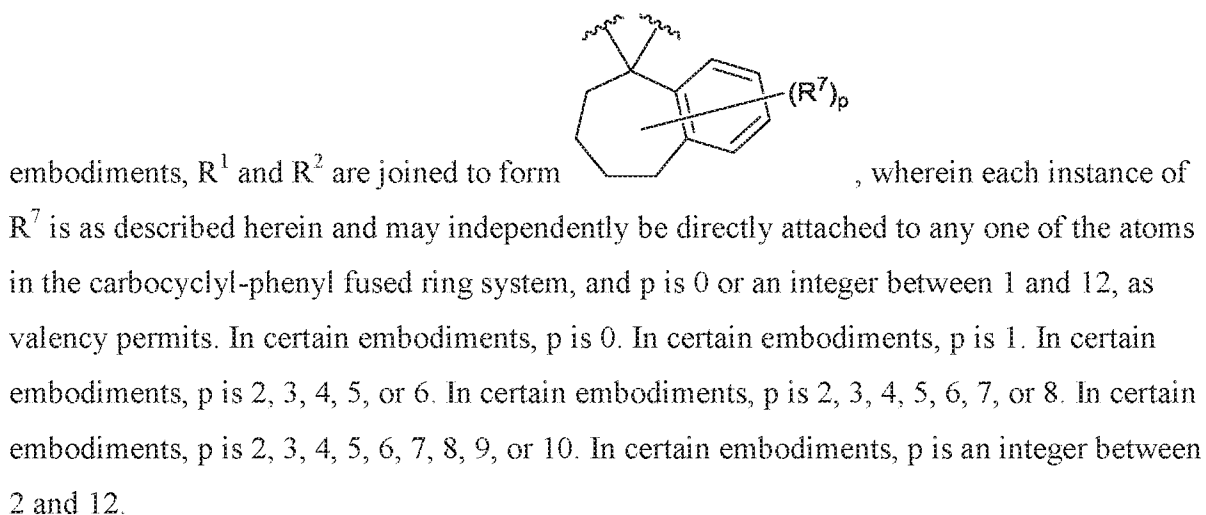 (R⁷)ₚ
embodiments, R¹ and R² are joined to form , wherein each instance of
R⁷ is as described herein and may independently be directly attached to any one of the atoms
in the carbocyclyl-phenyl fused ring system, and p is 0 or an integer between 1 and 12, as
valency permits. In certain embodiments, p is 0. In certain embodiments, p is 1. In certain
embodiments, p is 2, 3, 4, 5, or 6. In certain embodiments, p is 2, 3, 4, 5, 6, 7, or 8. In certain
embodiments, p is 2, 3, 4, 5, 6, 7, 8, 9, or 10. In certain embodiments, p is an integer between
2 and 12.